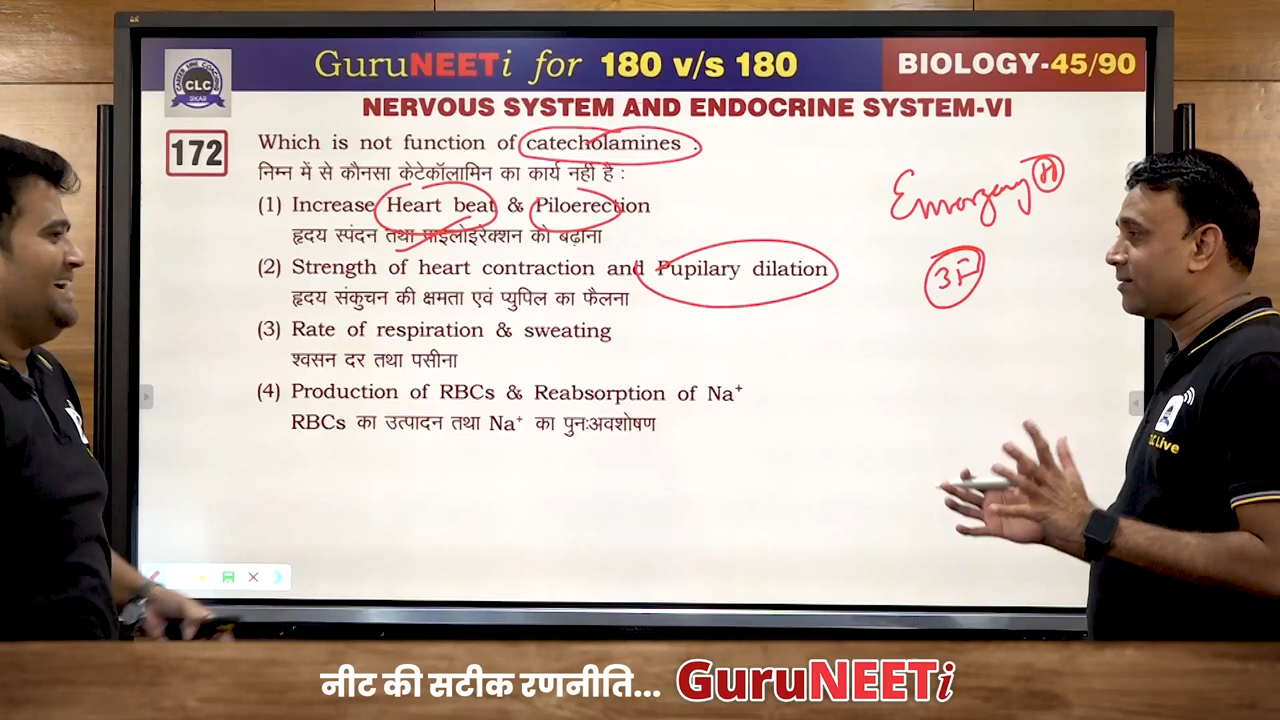 GuruNEETi for 180 v/s 180
BIOLOGY-45/90
CLC
NERVOUS SYSTEM AND ENDOCRINE SYSTEM-VI
172
Which is not function of catecholamines .
निम्न में से कौनसा केटेकॉलामिन का कार्य नहीं है :
(1) Increase Heart beat & Piloerection
हृदय स्पंदन तथा पाइलोइरेक्शन को बढ़ाना
(2) Strength of heart contraction and Pupilary dilation
हृदय संकुचन की क्षमता एवं प्युपिल का फैलना
(3) Rate of respiration & sweating
श्वसन दर तथा पसीना
(4) Production of RBCs & Reabsorption of Na⁺
RBCs का उत्पादन तथा Na⁺ का पुनःअवशोषण
H
3F
Live
नीट की सटीक रणनीति... GuruNEETi